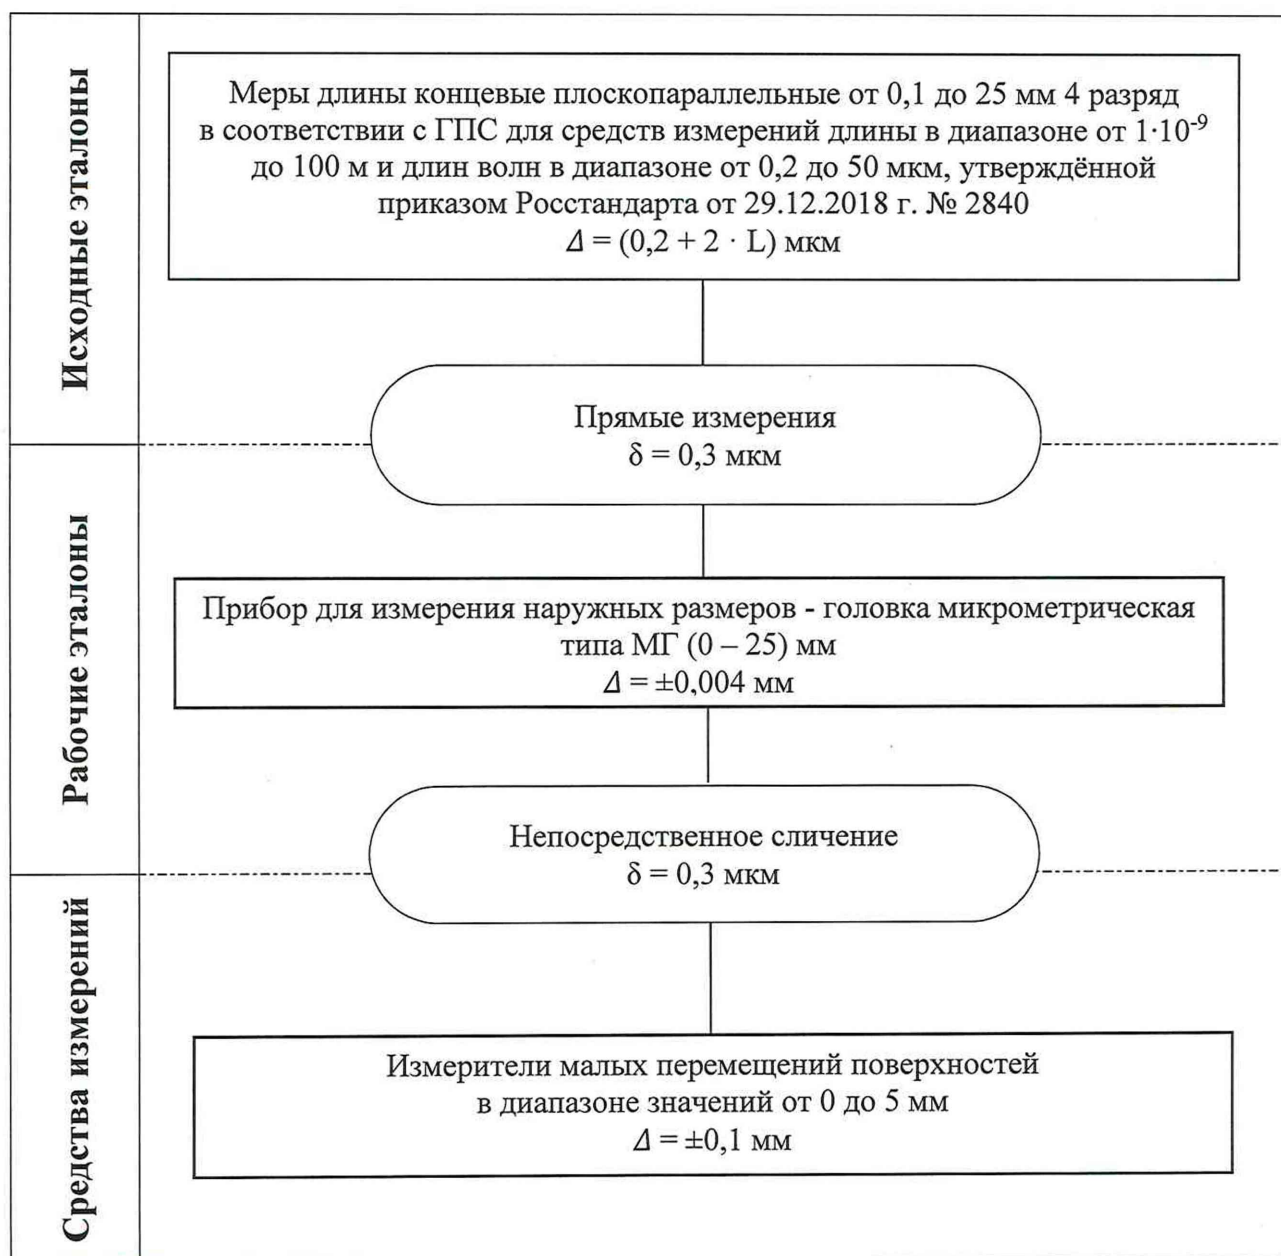 Исходные эталоны
Меры длины концевые плоскопараллельные от 0,1 до 25 мм 4 разряд
в соответствии с ГПС для средств измерений длины в диапазоне от 1·10⁻⁹
до 100 м и длин волн в диапазоне от 0,2 до 50 мкм, утверждённой
приказом Росстандарта от 29.12.2018 г. № 2840
Δ = (0,2 + 2 · L) мкм
Прямые измерения
δ = 0,3 мкм
Рабочие эталоны
Прибор для измерения наружных размеров - головка микрометрическая
типа МГ (0 – 25) мм
Δ = ±0,004 мм
Непосредственное сличение
δ = 0,3 мкм
Средства измерений
Измерители малых перемещений поверхностей
в диапазоне значений от 0 до 5 мм
Δ = ±0,1 мм